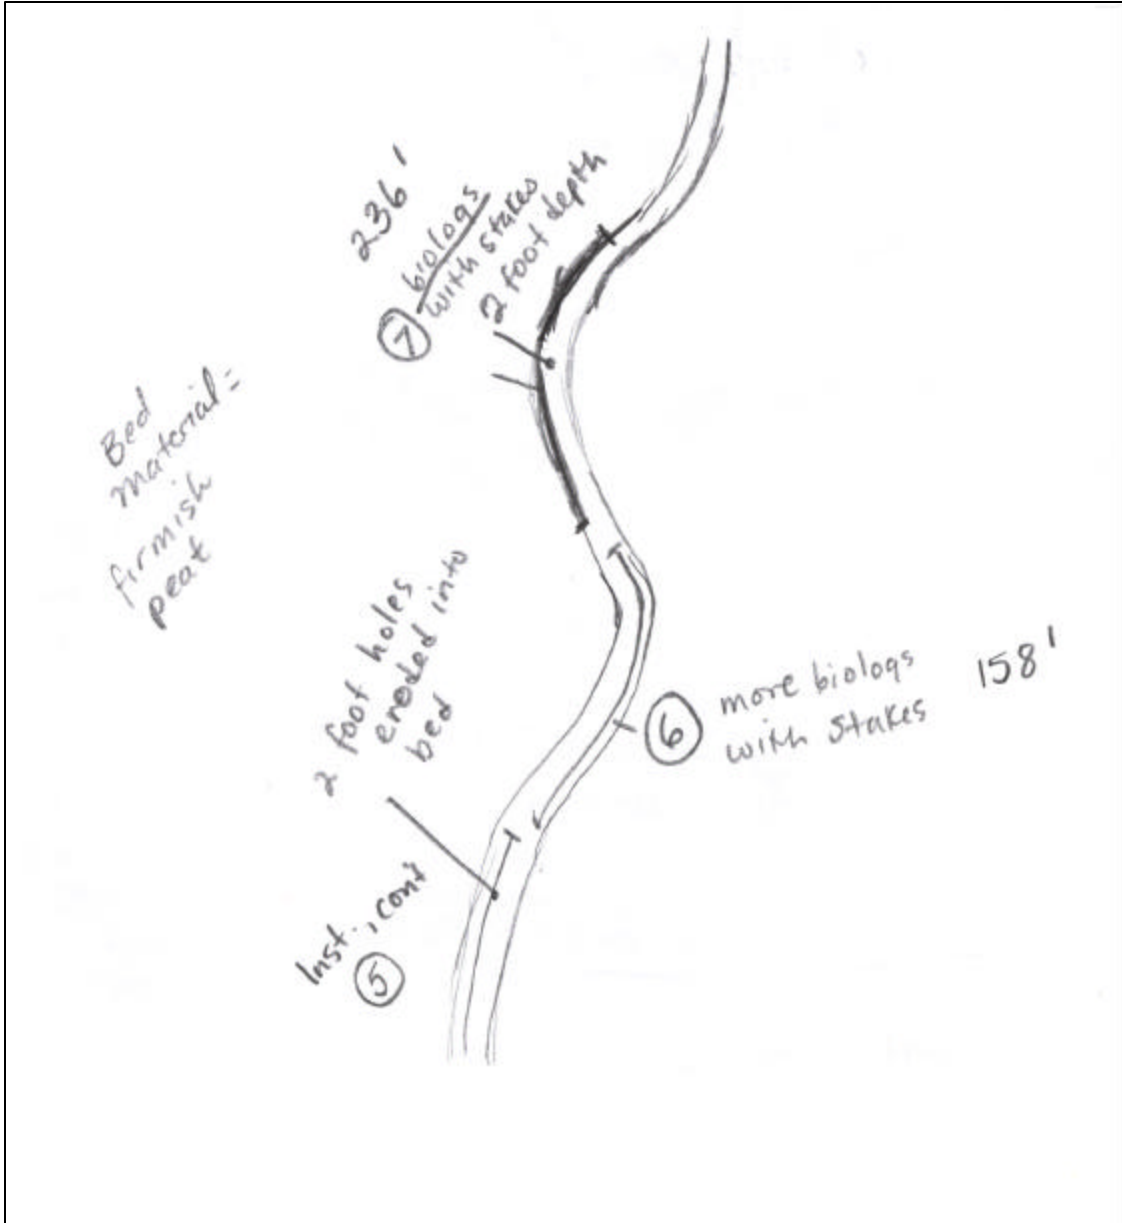 236'
7 biologs
with stakes
2 foot depth
Bed
material =
firmish
peat
2 foot holes
eroded into
bed
6 more biologs
with stakes
158'
Inst., con't
5